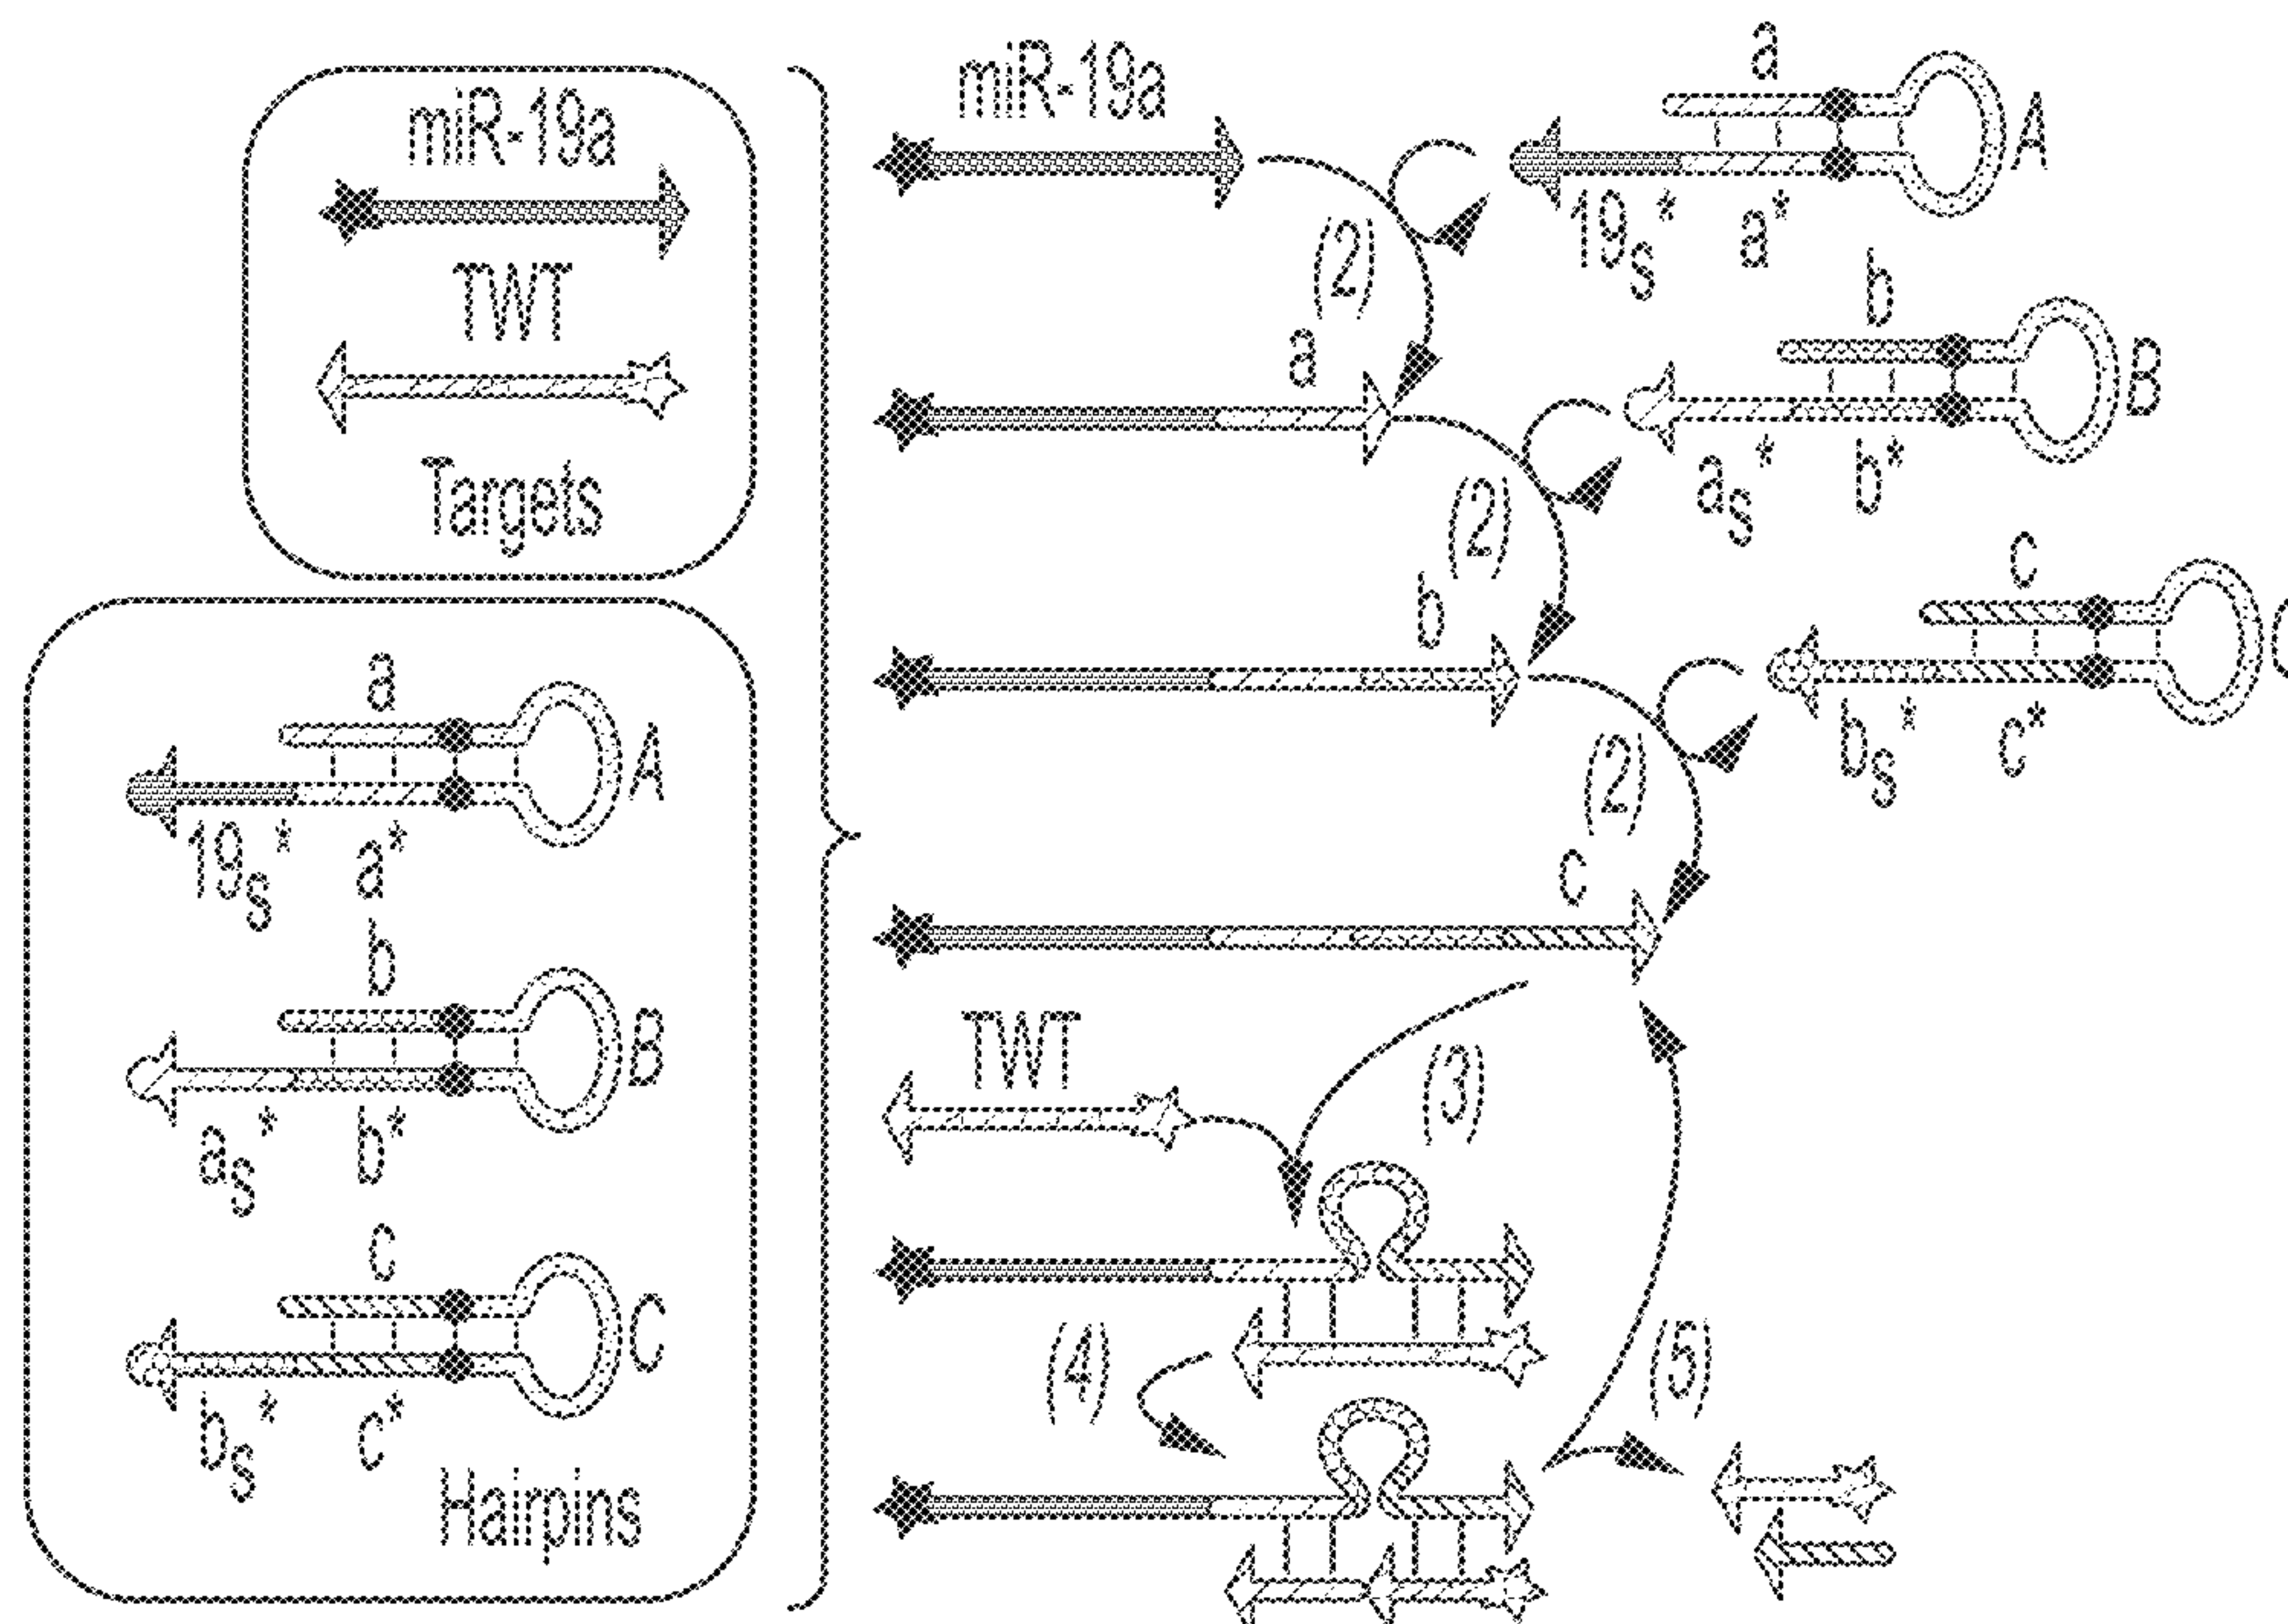 miR-19a
TWT
Targets
a
A
19s* a*
b
B
as* b*
c
C
bs* c*
Hairpins
miR-19a
a
A
19s* a*
(2)
a
b
B
as* b*
(2)
b
c
C
bs* c*
(2)
c
TWT
(3)
(4)
(5)